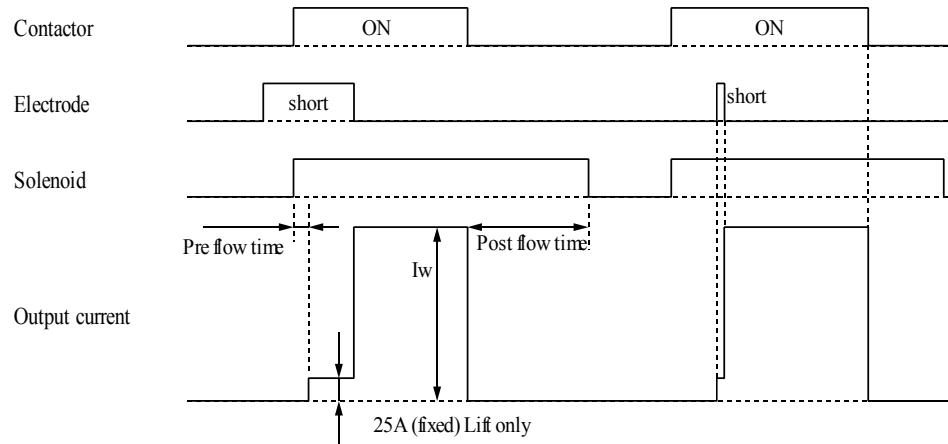 Contactor
ON
ON
Electrode
short
short
Solenoid
Pre flow time
Post flow time
Iw
Output current
25A (fixed) Lift only